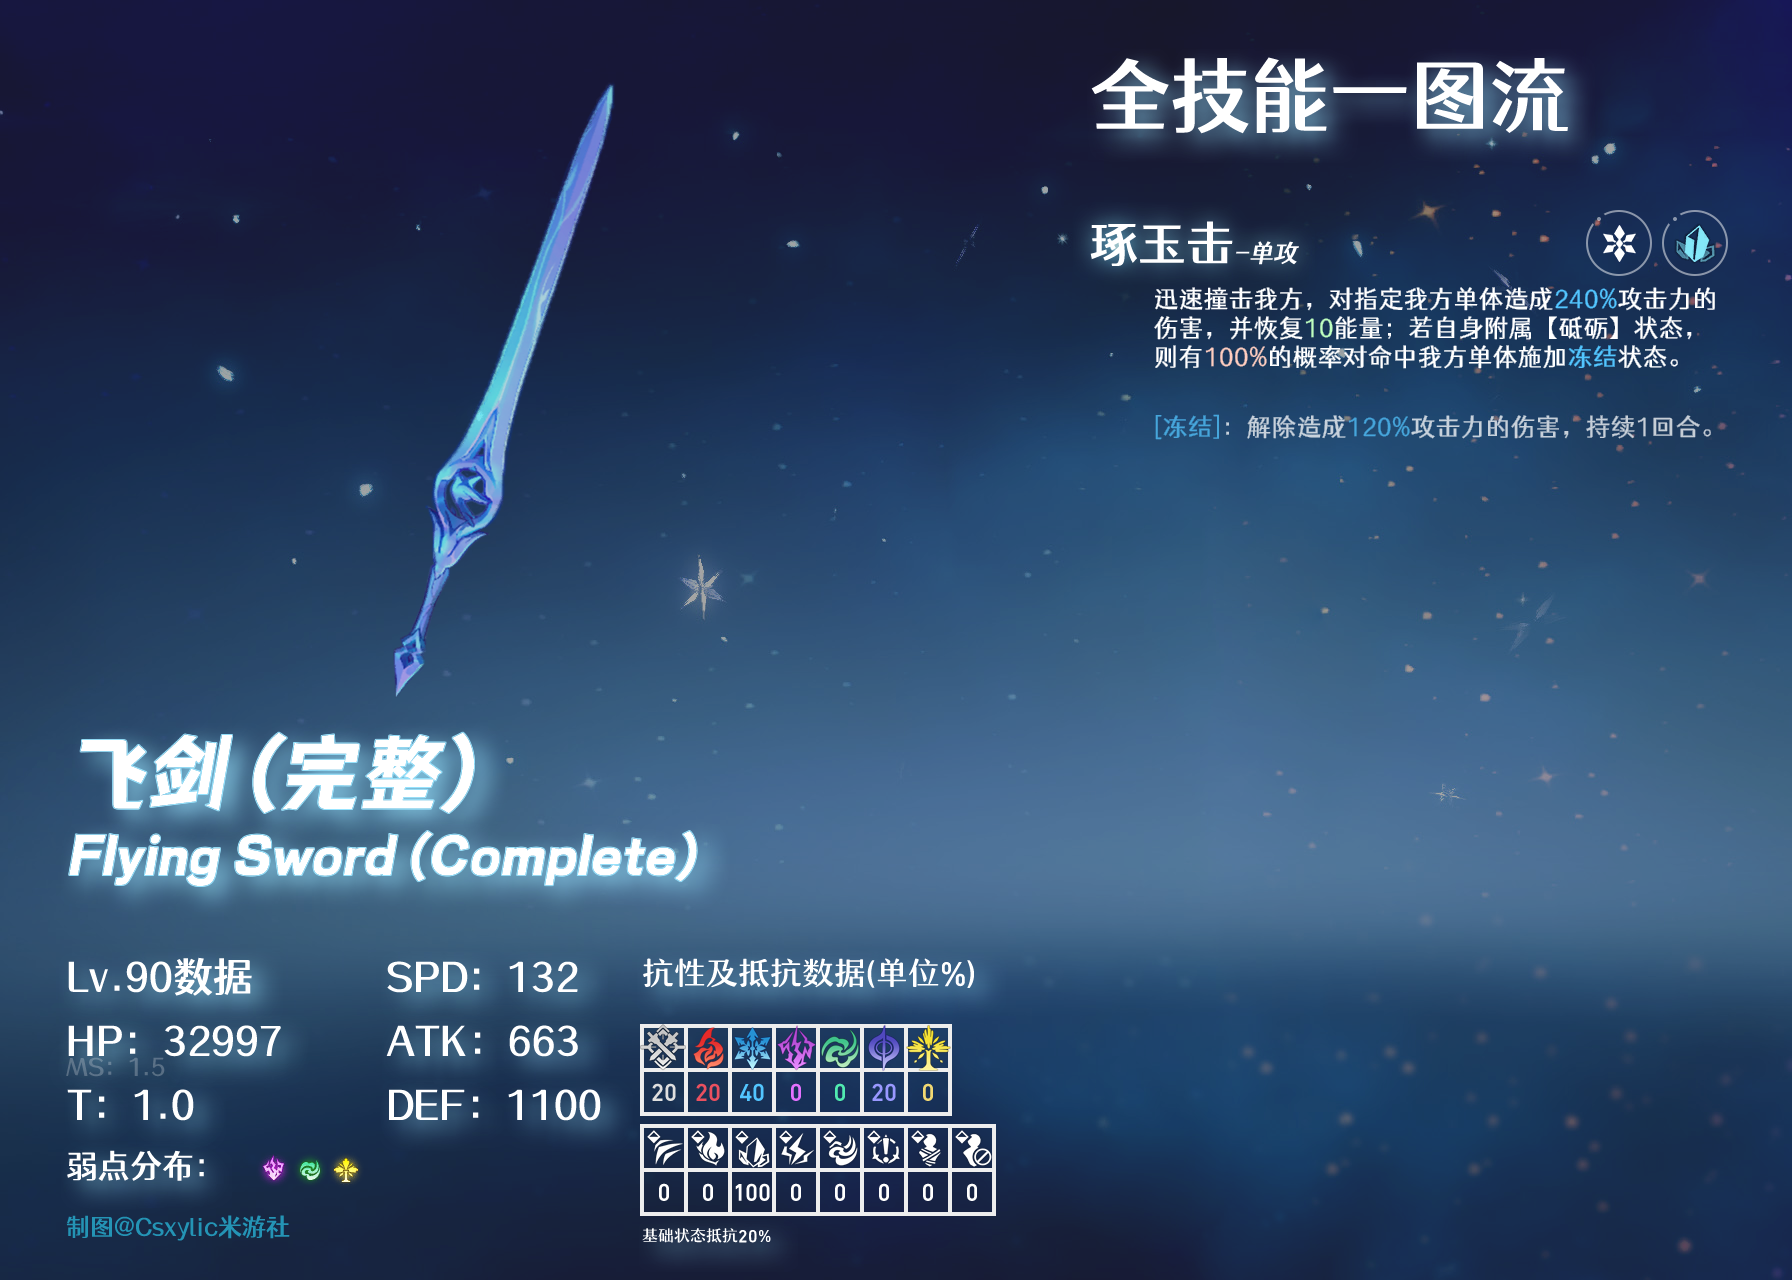 全技能一图流
琢玉击-单攻
迅速撞击我方，对指定我方单体造成240%攻击力的
伤害，并恢复10能量；若自身附属【砥砺】状态，
则有100%的概率对命中我方单体施加冻结状态。
[冻结]：解除造成120%攻击力的伤害，持续1回合。
飞剑（完整）
Flying Sword (Complete)
Lv.90数据
SPD：132
HP：32997
ATK：663
MS：1.5
T：1.0
DEF：1100
弱点分布：
制图@Csxylic米游社
抗性及抵抗数据(单位%)
20 20 40 0 0 20 0
0 0 100 0 0 0 0 0
基础状态抵抗20%